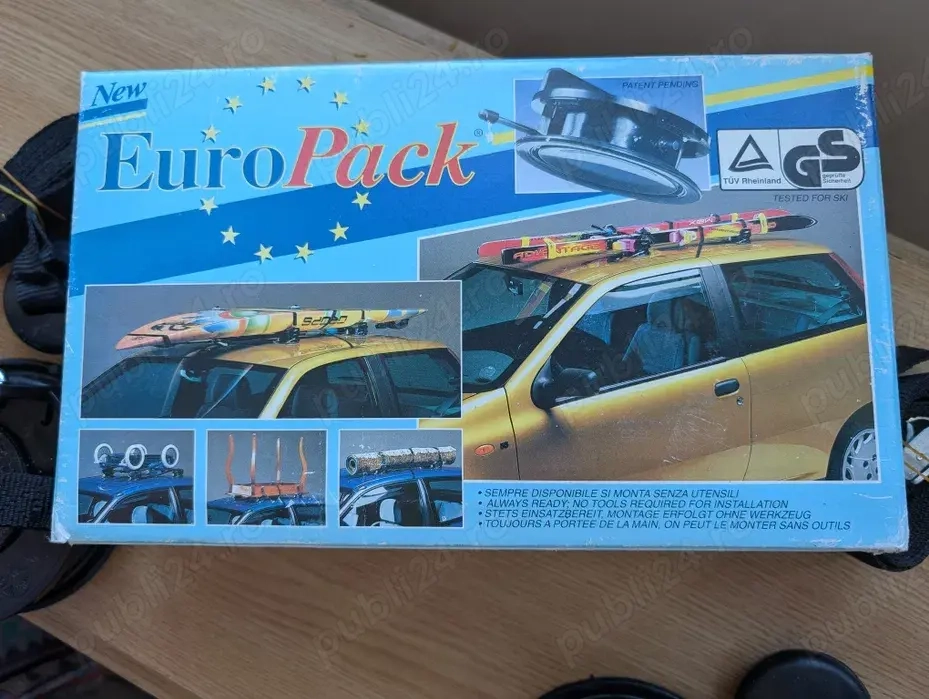 New
EuroPack®
PATENT PENDING
TÜV Rheinland
GS
geprüfte
Sicherheit
TESTED FOR SKI
• SEMPRE DISPONIBILE SI MONTA SENZA UTENSILI
• ALWAYS READY; NO TOOLS REQUIRED FOR INSTALLATION
• STETS EINSATZBEREIT, MONTAGE ERFOLGT OHNE WERKZEUG
• TOUJOURS A PORTEE DE LA MAIN, ON PEUT LE MONTER SANS OUTILS
publi24.ro